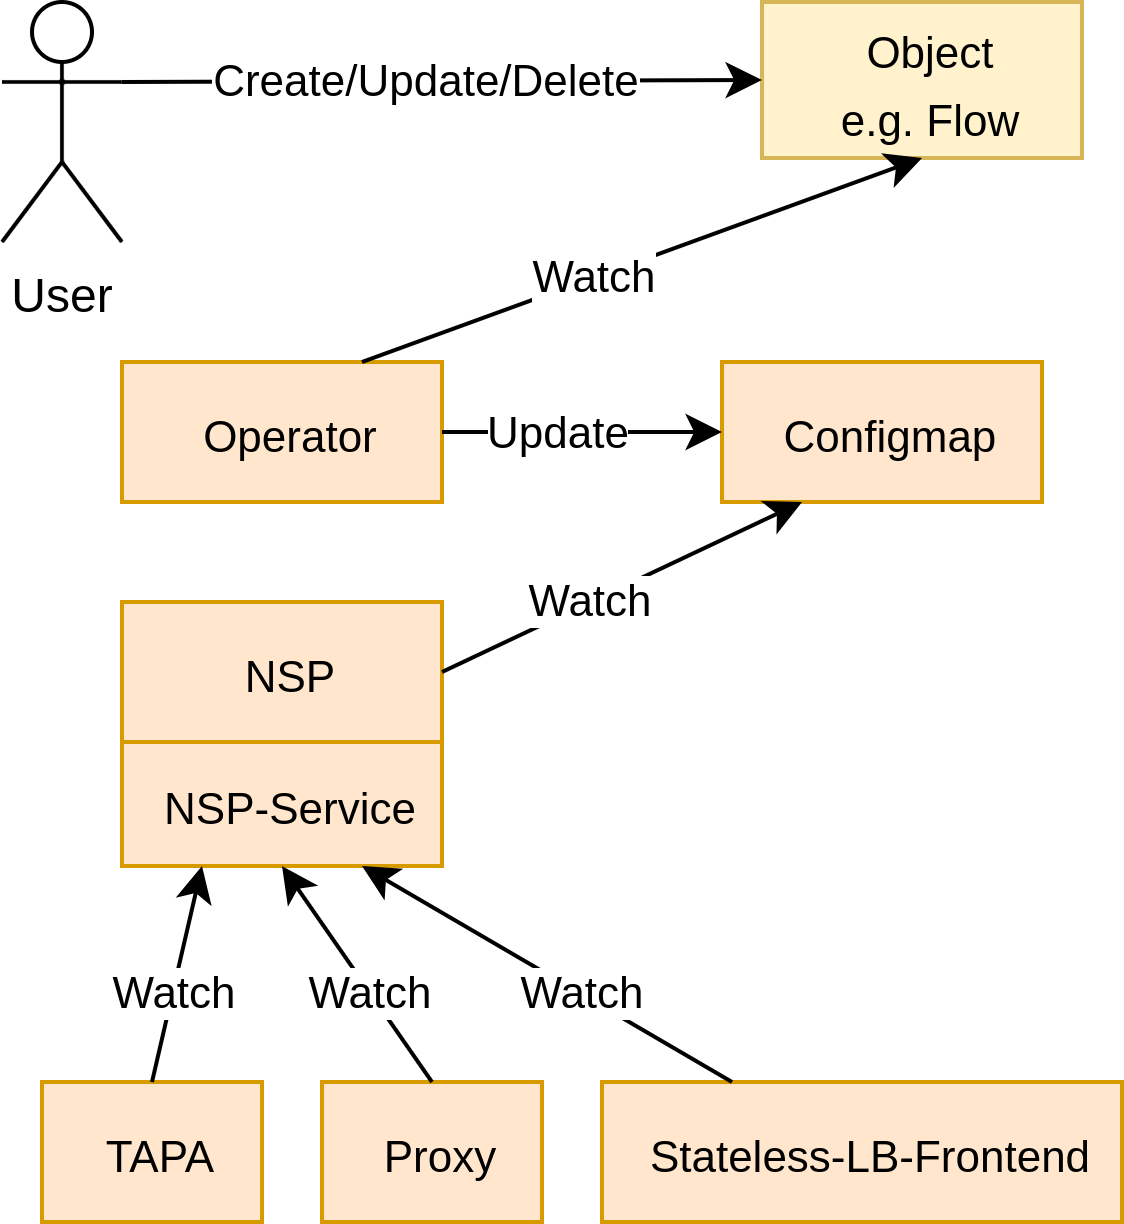 Create/Update/Delete
Object
e.g. Flow
User
Watch
Operator
Update
Configmap
Watch
NSP
NSP-Service
Watch
Watch
Watch
TAPA
Proxy
Stateless-LB-Frontend